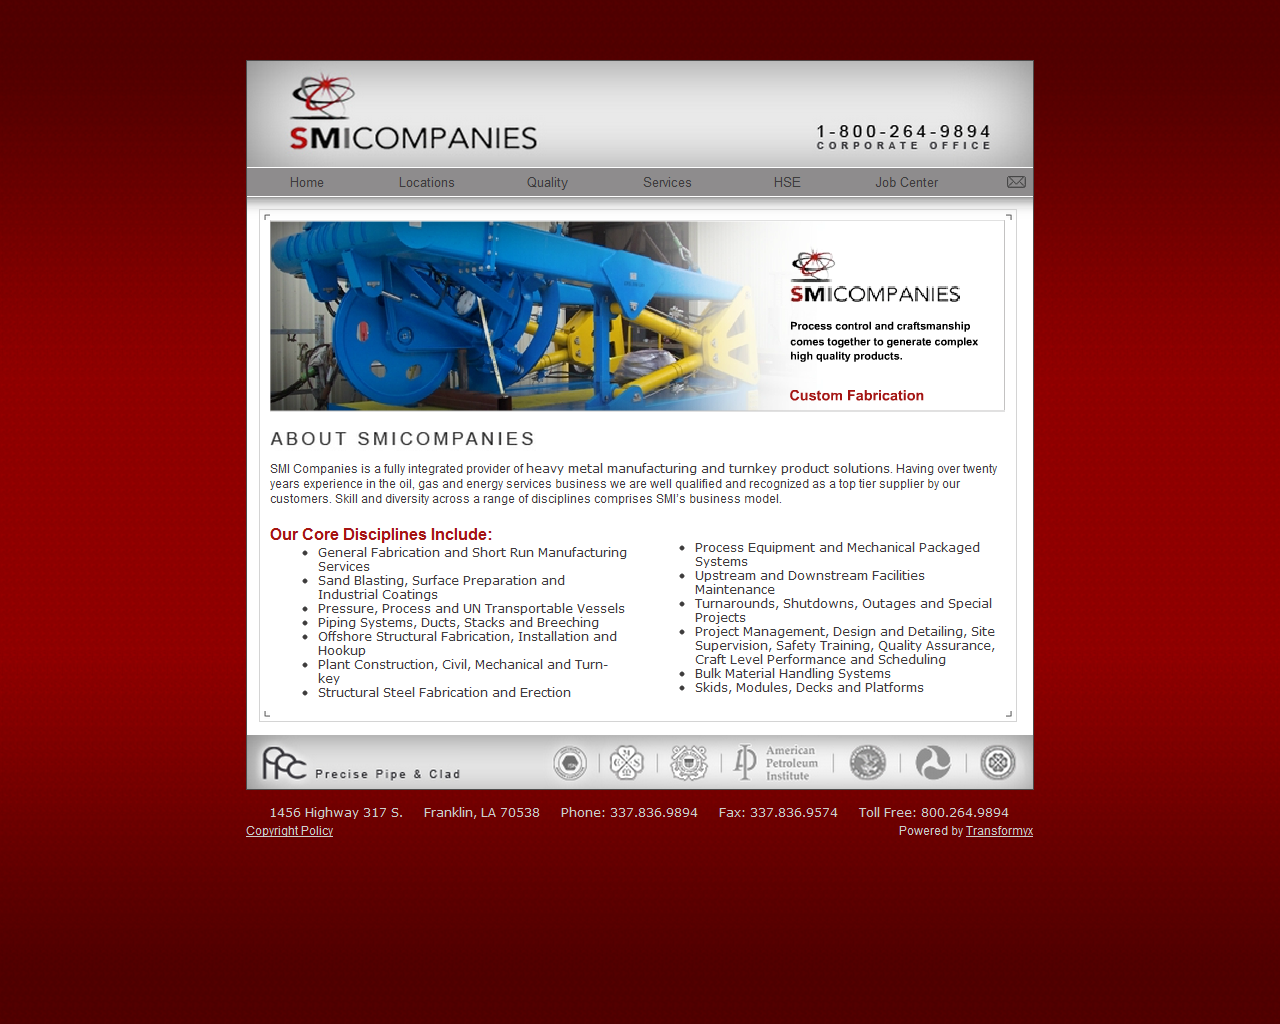 SMICOMPANIES
1-800-264-9894
CORPORATE OFFICE
Home Locations Quality Services HSE Job Center
SMICOMPANIES
Process control and craftsmanship
comes together to generate complex
high quality products.
Custom Fabrication
ABOUT SMICOMPANIES
SMI Companies is a fully integrated provider of heavy metal manufacturing and turnkey product solutions. Having over twenty
years experience in the oil, gas and energy services business we are well qualified and recognized as a top tier supplier by our
customers. Skill and diversity across a range of disciplines comprises SMI's business model.
Our Core Disciplines Include:
• General Fabrication and Short Run Manufacturing
Services
• Sand Blasting, Surface Preparation and
Industrial Coatings
• Pressure, Process and UN Transportable Vessels
• Piping Systems, Ducts, Stacks and Breeching
• Offshore Structural Fabrication, Installation and
Hookup
• Plant Construction, Civil, Mechanical and Turn-
key
• Structural Steel Fabrication and Erection
• Process Equipment and Mechanical Packaged
Systems
• Upstream and Downstream Facilities
Maintenance
• Turnarounds, Shutdowns, Outages and Special
Projects
• Project Management, Design and Detailing, Site
Supervision, Safety Training, Quality Assurance,
Craft Level Performance and Scheduling
• Bulk Material Handling Systems
• Skids, Modules, Decks and Platforms
PPC Precise Pipe & Clad
American
Petroleum
Institute
1456 Highway 317 S. Franklin, LA 70538 Phone: 337.836.9894 Fax: 337.836.9574 Toll Free: 800.264.9894
Copyright Policy Powered by Transformyx